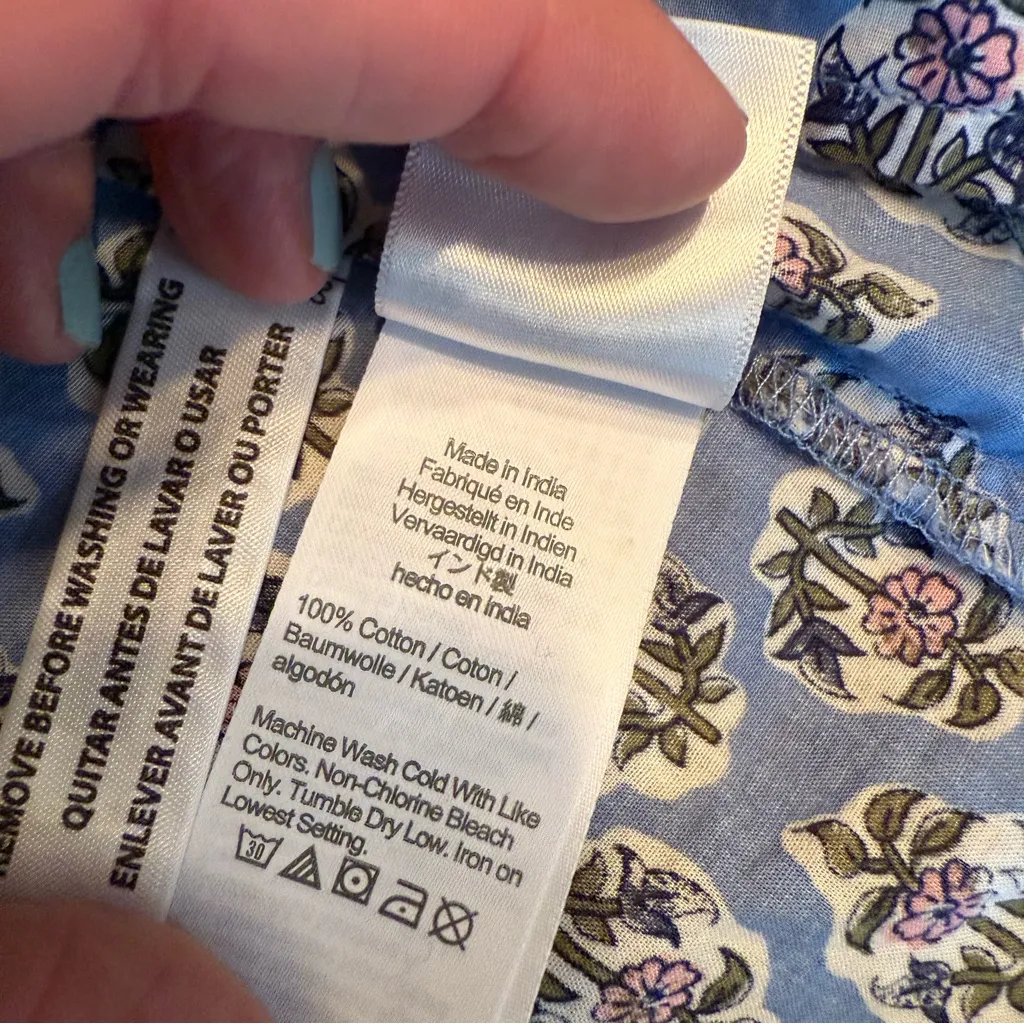 REMOVE BEFORE WASHING OR WEARING
QUITAR ANTES DE LAVAR O USAR
ENLEVER AVANT DE LAVER OU PORTER
Made in India
Fabriqué en Inde
Hergestellt in Indien
Vervaardigd in India
インド製
hecho en india
100% Cotton / Coton /
Baumwolle / Katoen / 綿 /
algodón
Machine Wash Cold With Like
Colors. Non-Chlorine Bleach
Only. Tumble Dry Low. Iron on
Lowest Setting.
30